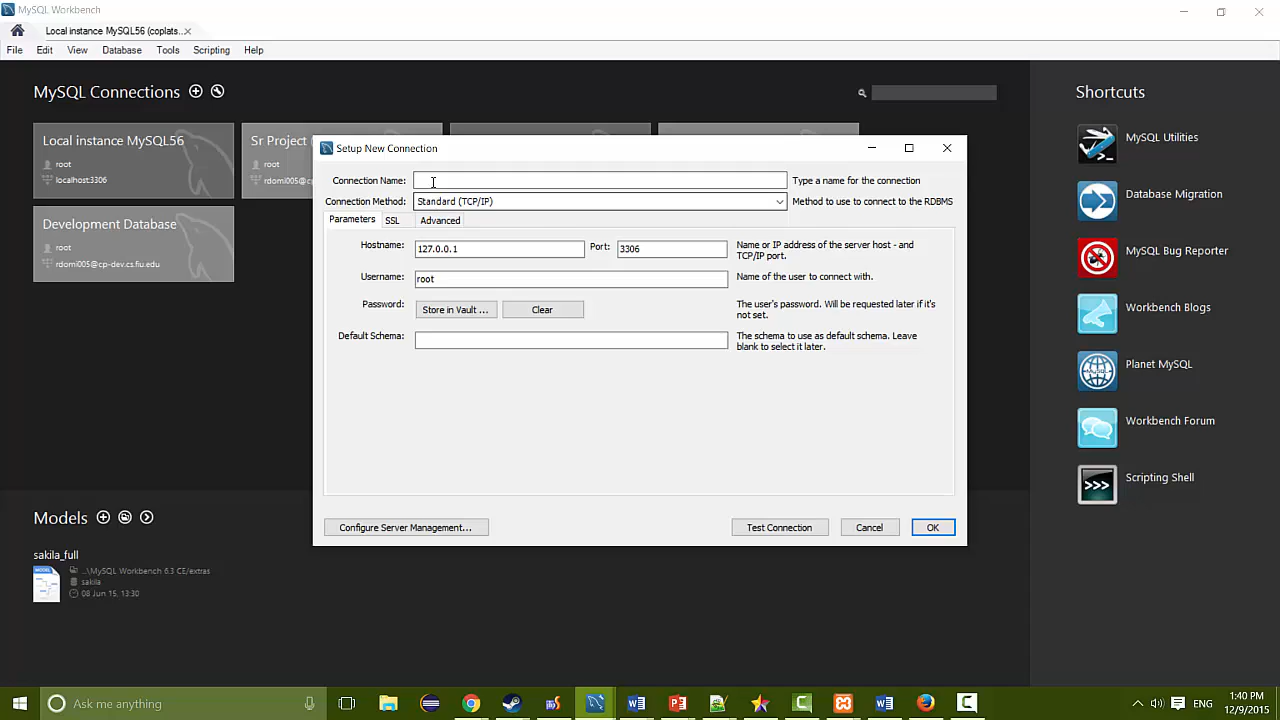 MySQL Workbench
Local instance MySQL56 (coplats..
File Edit View Database Tools Scripting Help
MySQL Connections
Shortcuts
Local instance MySQL56
root
localhost:3306
Sr Project
root
rdomi005@c
Development Database
root
rdomi005@cp-dev.cs.fiu.edu
Setup New Connection
Connection Name: Type a name for the connection
Connection Method: Standard (TCP/IP) Method to use to connect to the RDBMS
Parameters SSL Advanced
Hostname: 127.0.0.1 Port: 3306 Name or IP address of the server host - and
TCP/IP port.
Username: root Name of the user to connect with.
Password: Store in Vault ... Clear The user's password. Will be requested later if it's
not set.
Default Schema: The schema to use as default schema. Leave
blank to select it later.
Configure Server Management... Test Connection Cancel OK
MySQL Utilities
Database Migration
MySQL Bug Reporter
Workbench Blogs
Planet MySQL
Workbench Forum
Scripting Shell
Models
sakila_full
MODEL
..\MySQL Workbench 6.3 CE/extras
sakila
08 Jun 15, 13:30
Ask me anything
ENG
1:40 PM
12/9/2015